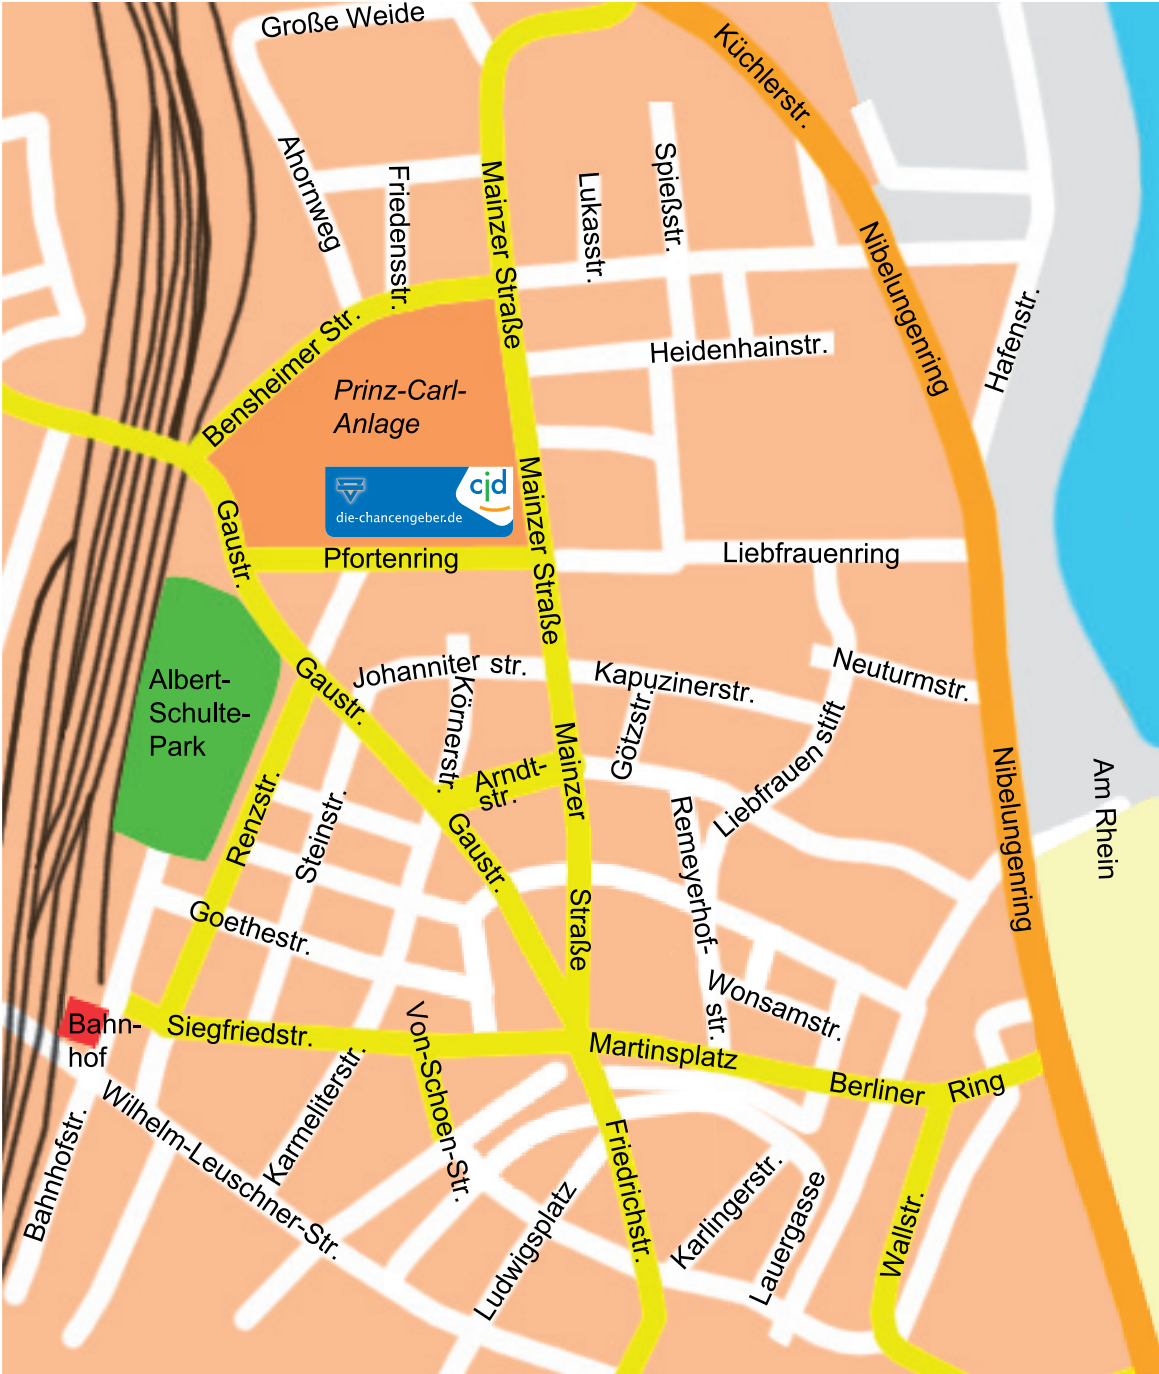 Große Weide
Küchlerstr.
Ahornweg
Friedensstr.
Mainzer Straße
Lukasstr.
Spießstr.
Nibelungenring
Hafenstr.
Bensheimer Str.
Heidenhainstr.
Prinz-Carl-
Anlage
cjd
die-chancengeber.de
Mainzer Straße
Gaustr.
Pfortenring
Liebfrauenring
Albert-
Schulte-
Park
Gaustr.
Johanniter str.
Körnerstr.
Kapuzinerstr.
Götzstr.
Neuturmstr.
Liebfrauen stift
Arndt-
str.
Mainzer
Straße
Nibelungenring
Am Rhein
Renzstr.
Steinstr.
Gaustr.
Remeyerhof-
str.
Goethestr.
Wonsamstr.
Bahn-
hof
Siegfriedstr.
Von-Schoen-Str.
Martinsplatz
Berliner Ring
Karmeliterstr.
Wilhelm-Leuschner-Str.
Bahnhofstr.
Friedrichstr.
Ludwigsplatz
Karlingerstr.
Lauergasse
Wallstr.